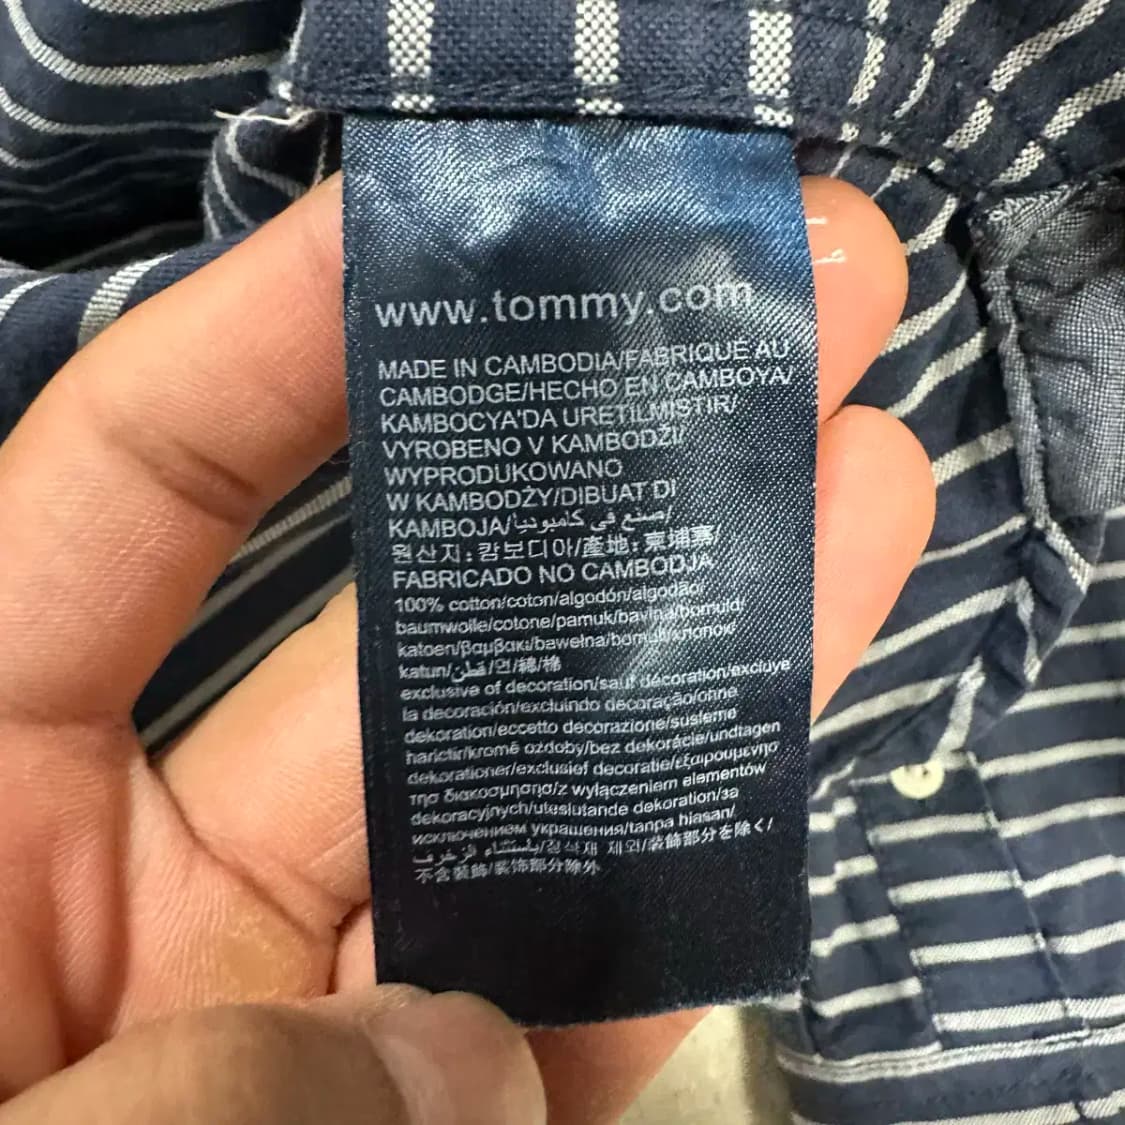 www.tommy.com
MADE IN CAMBODIA/FABRIQUÉ AU
CAMBODGE/HECHO EN CAMBOYA/
KAMBOCYA'DA URETILMISTIR/
VYROBENO V KAMBODŽI/
WYPRODUKOWANO
W KAMBODŻY/DIBUAT DI
KAMBOJA/صنع في كامبوديا/
원산지:캄보디아/產地:柬埔寨/
FABRICADO NO CAMBODJA
100% cotton/coton/algodón/algodão/
baumwolle/cotone/pamuk/bavlna/bomuld/
katoen/βαμβακι/bawełna/bomull/хлопок/
katun/قطن/면/綿/棉
exclusive of decoration/sauf décoration/excluye
la decoración/excluindo decoração/ohne
dekoration/eccetto decorazione/susleme
harictir/kromě ozdoby/bez dekorácie/undtagen
dekorationer/exclusief decoratie/εξαιρουμενησ
τησ διακοσμησησ/z wyłączeniem elementów
dekoracyjnych/uteslutande dekoration/за
исключением украшения/tanpa hiasan/
باستثناء الزخرف/장식재 제외/装飾部分を除く/
不含裝飾/装饰部分除外